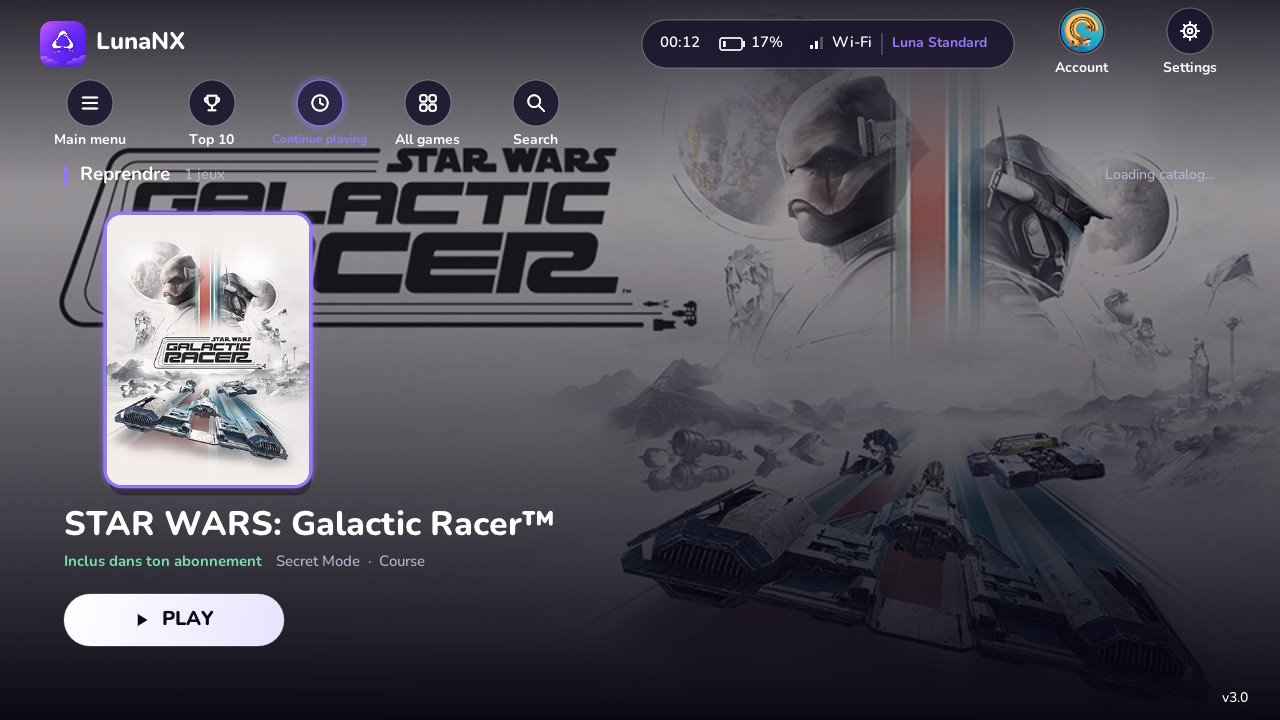 LunaNX
00:12 17% Wi-Fi Luna Standard
Account
Settings
Main menu
Top 10
Continue playing
All games
Search
Reprendre 1 jeux
Loading catalog...
STAR WARS
GALACTIC
RACER™
STAR WARS
GALACTIC
RACER
STAR WARS: Galactic Racer™
Inclus dans ton abonnement Secret Mode · Course
PLAY
v3.0